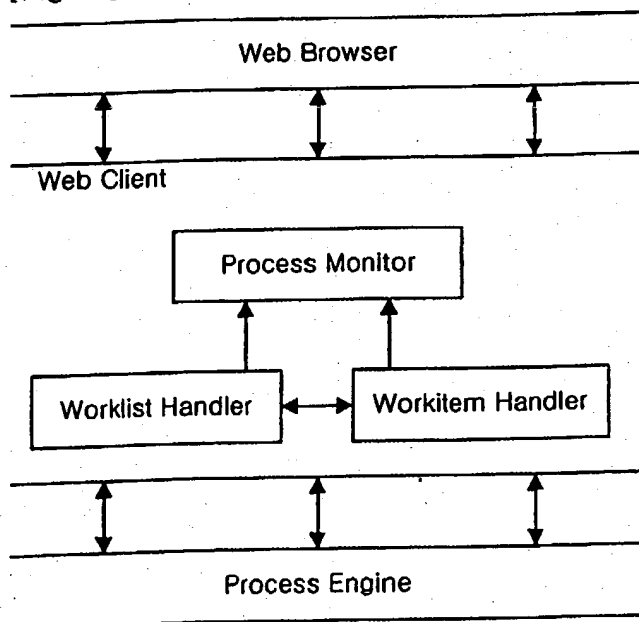 Web Browser
Web Client
Process Monitor
Worklist Handler
Workitem Handler
Process Engine